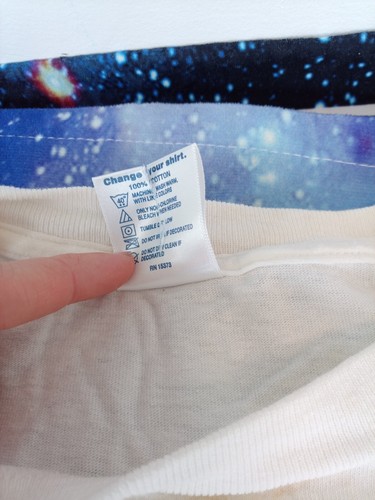 Change your shirt.
100% COTTON
MACHINE WASH WARM,
WITH LIKE COLORS
ONLY NON-CHLORINE
BLEACH WHEN NEEDED
TUMBLE DRY LOW
DO NOT IRON IF DECORATED
DO NOT DRY CLEAN IF
DECORATED
RN 15573